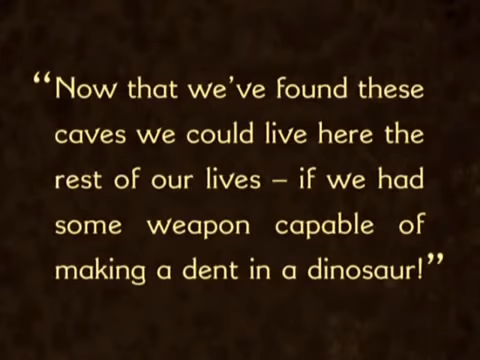 “Now that we’ve found these
caves we could live here the
rest of our lives – if we had
some weapon capable of
making a dent in a dinosaur!”